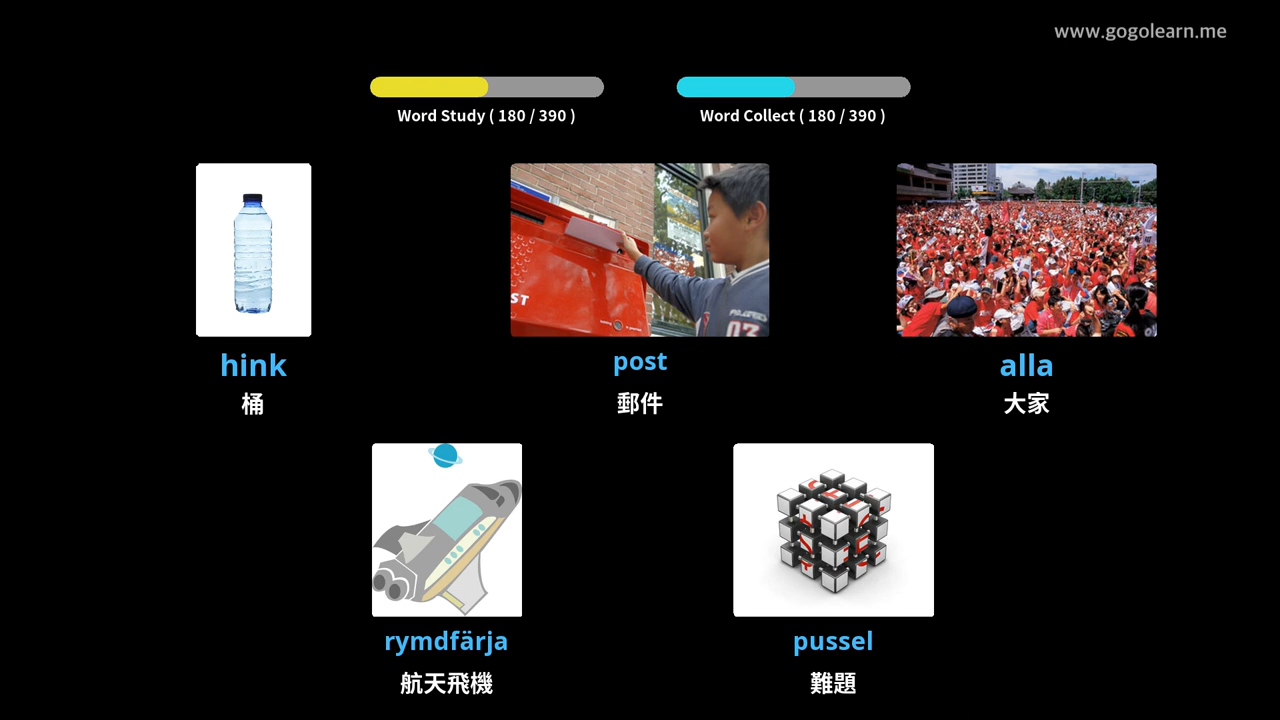 www.gogolearn.me
Word Study ( 180 / 390 )
Word Collect ( 180 / 390 )
ST
hink
桶
post
郵件
alla
大家
rymdfärja
航天飛機
pussel
難題